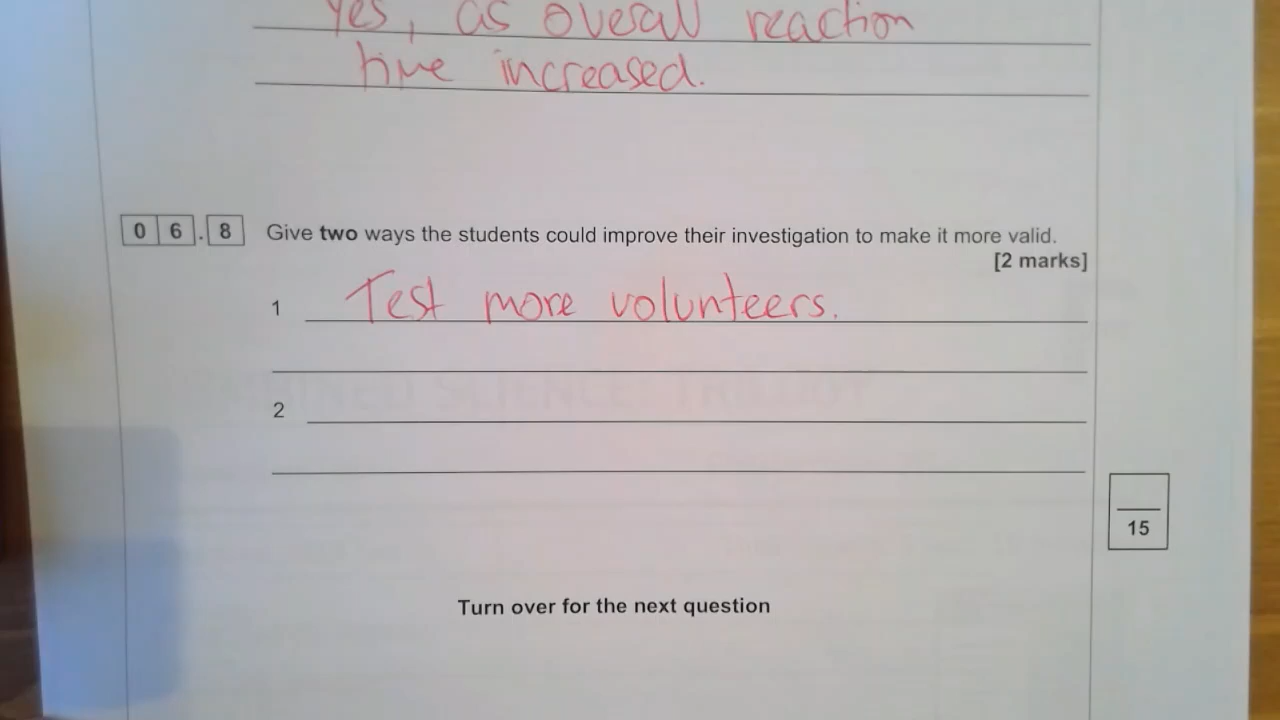 Yes, as overall reaction
time increased.
0 6 . 8 Give two ways the students could improve their investigation to make it more valid.
[2 marks]
1 Test more volunteers.
2
15
Turn over for the next question